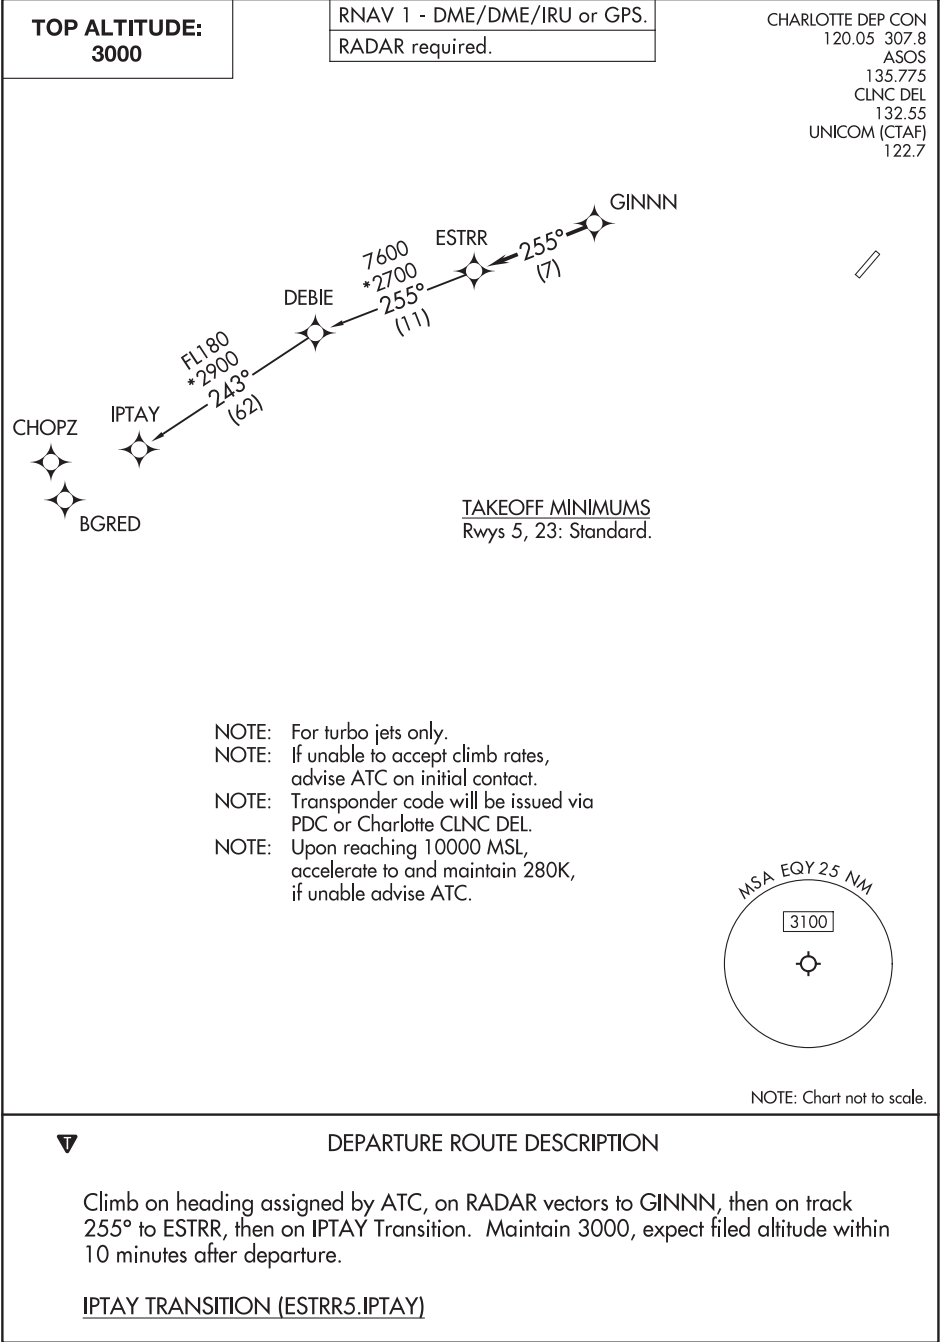 TOP ALTITUDE:
3000
RNAV 1 - DME/DME/IRU or GPS.
RADAR required.
CHARLOTTE DEP CON
120.05 307.8
ASOS
135.775
CLNC DEL
132.55
UNICOM (CTAF)
122.7
GINNN
ESTRR
255°
(7)
7600
*2700
255°
(11)
DEBIE
FL180
*2900
243°
(62)
IPTAY
CHOPZ
BGRED
TAKEOFF MINIMUMS
Rwys 5, 23: Standard.
NOTE: For turbo jets only.
NOTE: If unable to accept climb rates,
advise ATC on initial contact.
NOTE: Transponder code will be issued via
PDC or Charlotte CLNC DEL.
NOTE: Upon reaching 10000 MSL,
accelerate to and maintain 280K,
if unable advise ATC.
MSA EQY 25 NM
3100
NOTE: Chart not to scale.
T
DEPARTURE ROUTE DESCRIPTION
Climb on heading assigned by ATC, on RADAR vectors to GINNN, then on track
255° to ESTRR, then on IPTAY Transition. Maintain 3000, expect filed altitude within
10 minutes after departure.
IPTAY TRANSITION (ESTRR5.IPTAY)